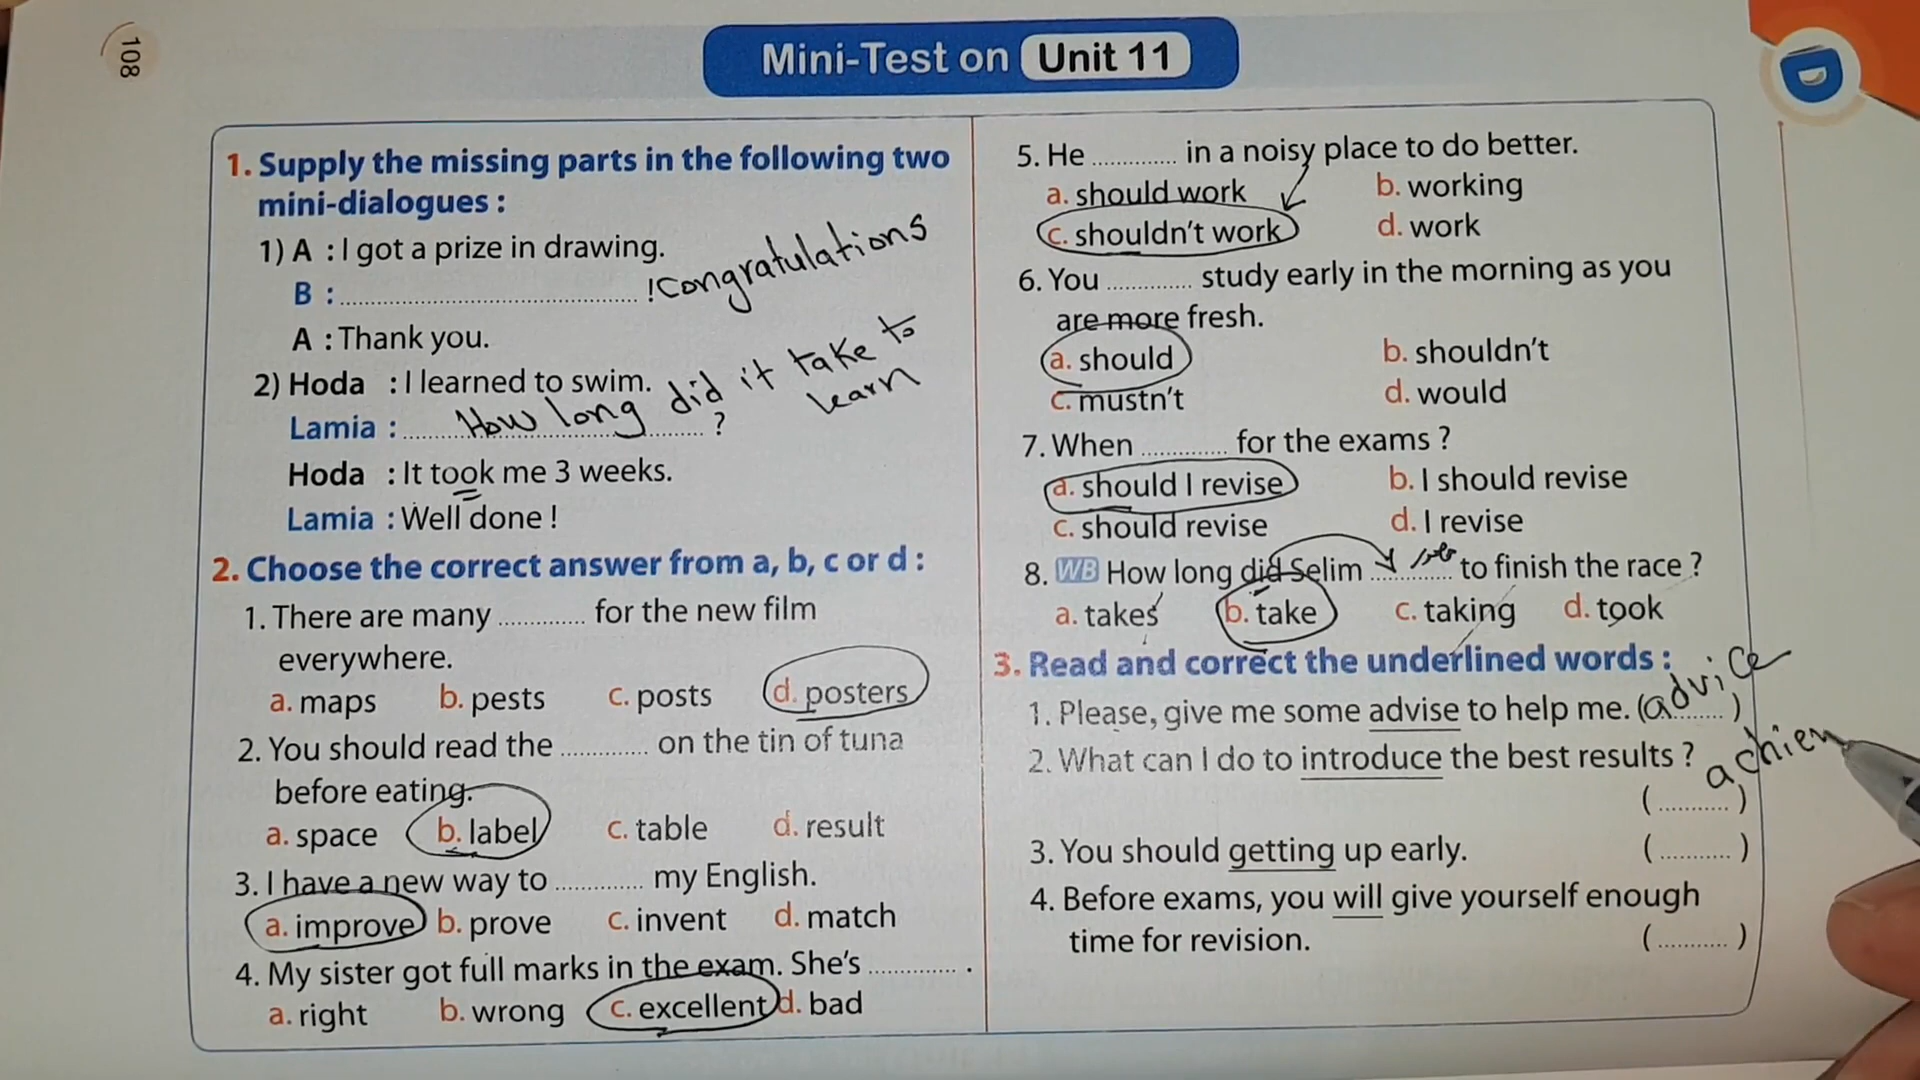 108
Mini-Test on Unit 11
D
1. Supply the missing parts in the following two
mini-dialogues :
1) A : I got a prize in drawing.
B : .................................... ! Congratulations
A : Thank you.
2) Hoda : I learned to swim.
Lamia : .................................... ? How long did it take to
learn
Hoda : It took me 3 weeks.
Lamia : Well done !
2. Choose the correct answer from a, b, c or d :
1. There are many ............. for the new film
everywhere.
a. maps b. pests c. posts d. posters
2. You should read the ............. on the tin of tuna
before eating.
a. space b. label c. table d. result
3. I have a new way to ............. my English.
a. improve b. prove c. invent d. match
4. My sister got full marks in the exam. She's ............. .
a. right b. wrong c. excellent d. bad
5. He ............. in a noisy place to do better.
a. should work b. working
c. shouldn't work d. work
6. You ............. study early in the morning as you
are more fresh.
a. should b. shouldn't
c. mustn't d. would
7. When ............. for the exams ?
a. should I revise b. I should revise
c. should revise d. I revise
8. WB How long did Selim ............. to finish the race ?
a. takes b. take c. taking d. took
3. Read and correct the underlined words :
1. Please, give me some advise to help me. (advice)
2. What can I do to introduce the best results ? achiev
(...........)
3. You should getting up early. (...........)
4. Before exams, you will give yourself enough
time for revision. (...........)